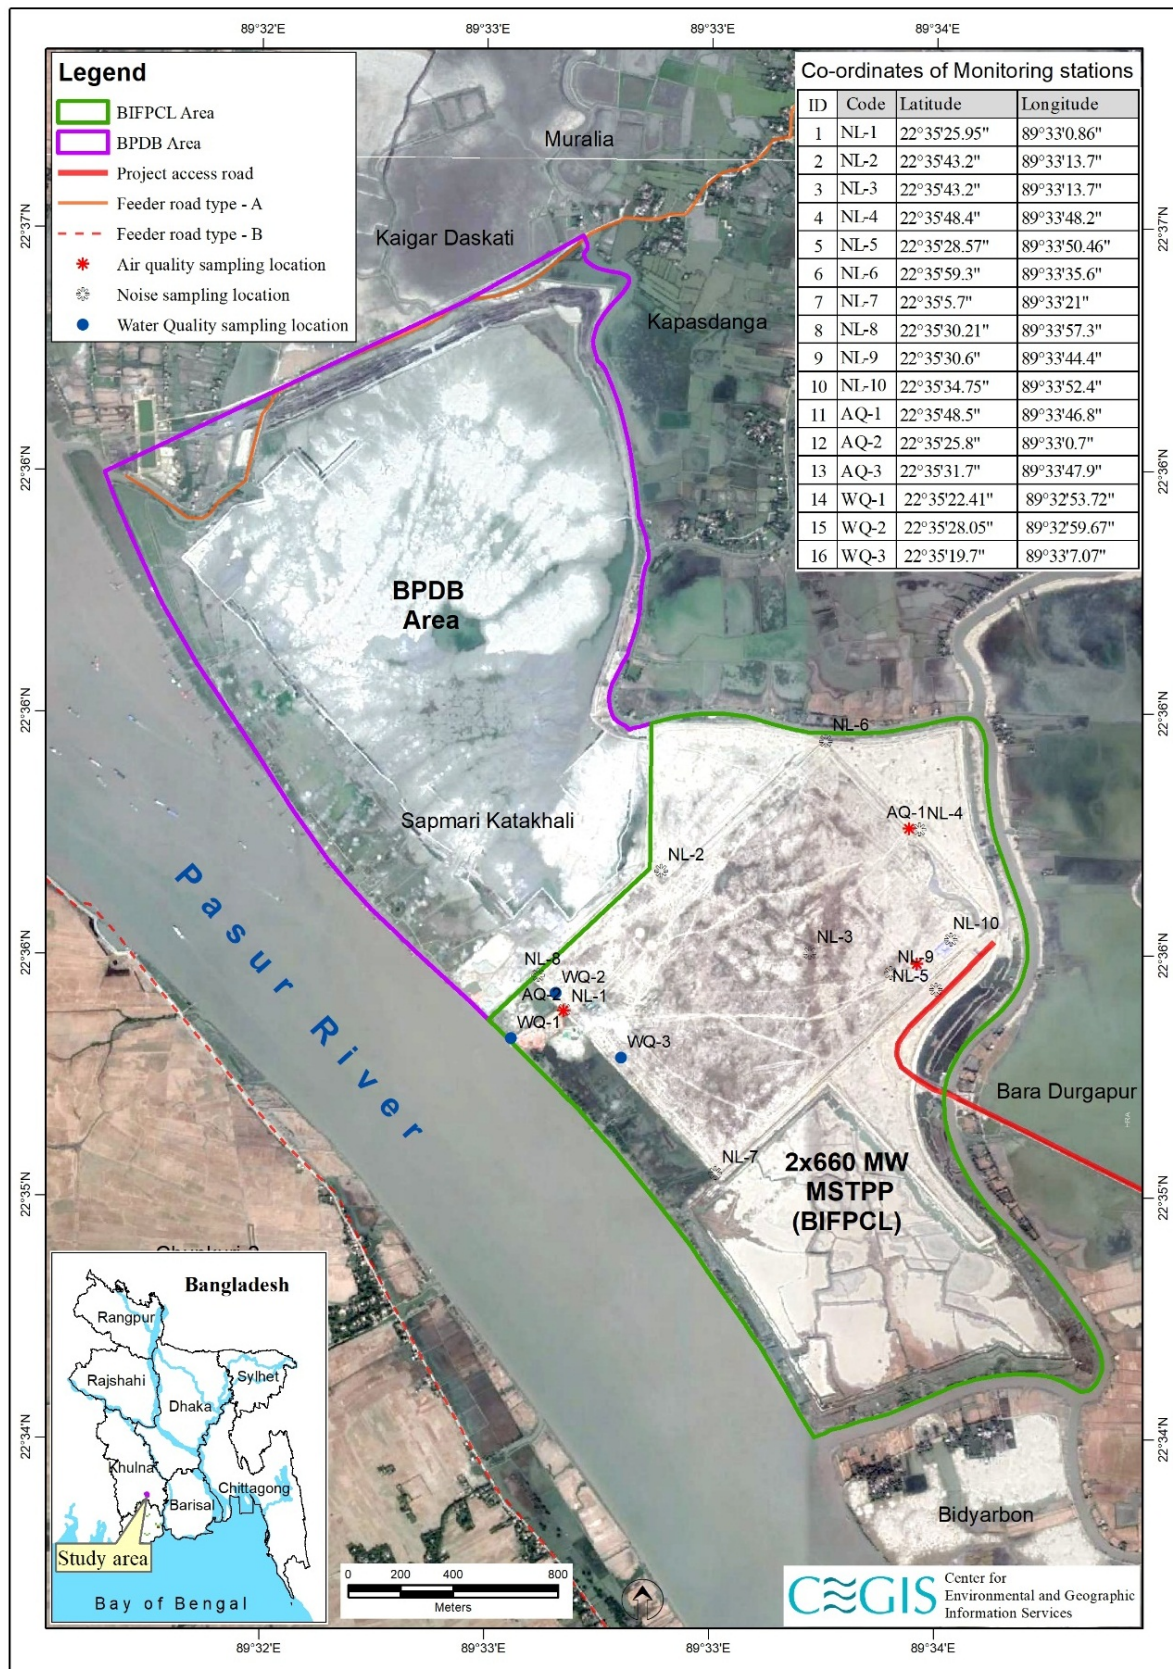 89°32'E 89°33'E 89°33'E 89°34'E
Legend
BIFPCL Area
BPDB Area
Project access road
Feeder road type - A
Feeder road type - B
Air quality sampling location
Noise sampling location
Water Quality sampling location
Co-ordinates of Monitoring stations
ID Code Latitude Longitude
1 NL-1 22°35'25.95" 89°33'0.86"
2 NL-2 22°35'43.2" 89°33'13.7"
3 NL-3 22°35'43.2" 89°33'13.7"
4 NL-4 22°35'48.4" 89°33'48.2"
5 NL-5 22°35'28.57" 89°33'50.46"
6 NL-6 22°35'59.3" 89°33'35.6"
7 NL-7 22°35'5.7" 89°33'21"
8 NL-8 22°35'30.21" 89°33'57.3"
9 NL-9 22°35'30.6" 89°33'44.4"
10 NL-10 22°35'34.75" 89°33'52.4"
11 AQ-1 22°35'48.5" 89°33'46.8"
12 AQ-2 22°35'25.8" 89°33'0.7"
13 AQ-3 22°35'31.7" 89°33'47.9"
14 WQ-1 22°35'22.41" 89°32'53.72"
15 WQ-2 22°35'28.05" 89°32'59.67"
16 WQ-3 22°35'19.7" 89°33'7.07"
Muralia
22°37'N
22°37'N
Kaigar Daskati
Kapasdanga
22°36'N
22°36'N
BPDB
Area
22°36'N
22°36'N
NL-6
AQ-1 NL-4
Sapmari Katakhali
NL-2
Pasur River
NL-10
NL-3
22°36'N
22°36'N
NL-9
NL-8
WQ-2
NL-5
AQ-2
NL-1
WQ-1
WQ-3
Bara Durgapur
NL-7
2x660 MW
MSTPP
(BIFPCL)
22°35'N
22°35'N
Bangladesh
Rangpur
Rajshahi
Sylhet
Dhaka
Khulna
Chittagong
Barisal
Study area
Bay of Bengal
22°34'N
22°34'N
Bidyarbon
0 200 400 800
Meters
CEGIS
Center for
Environmental and Geographic
Information Services
89°32'E 89°33'E 89°33'E 89°34'E